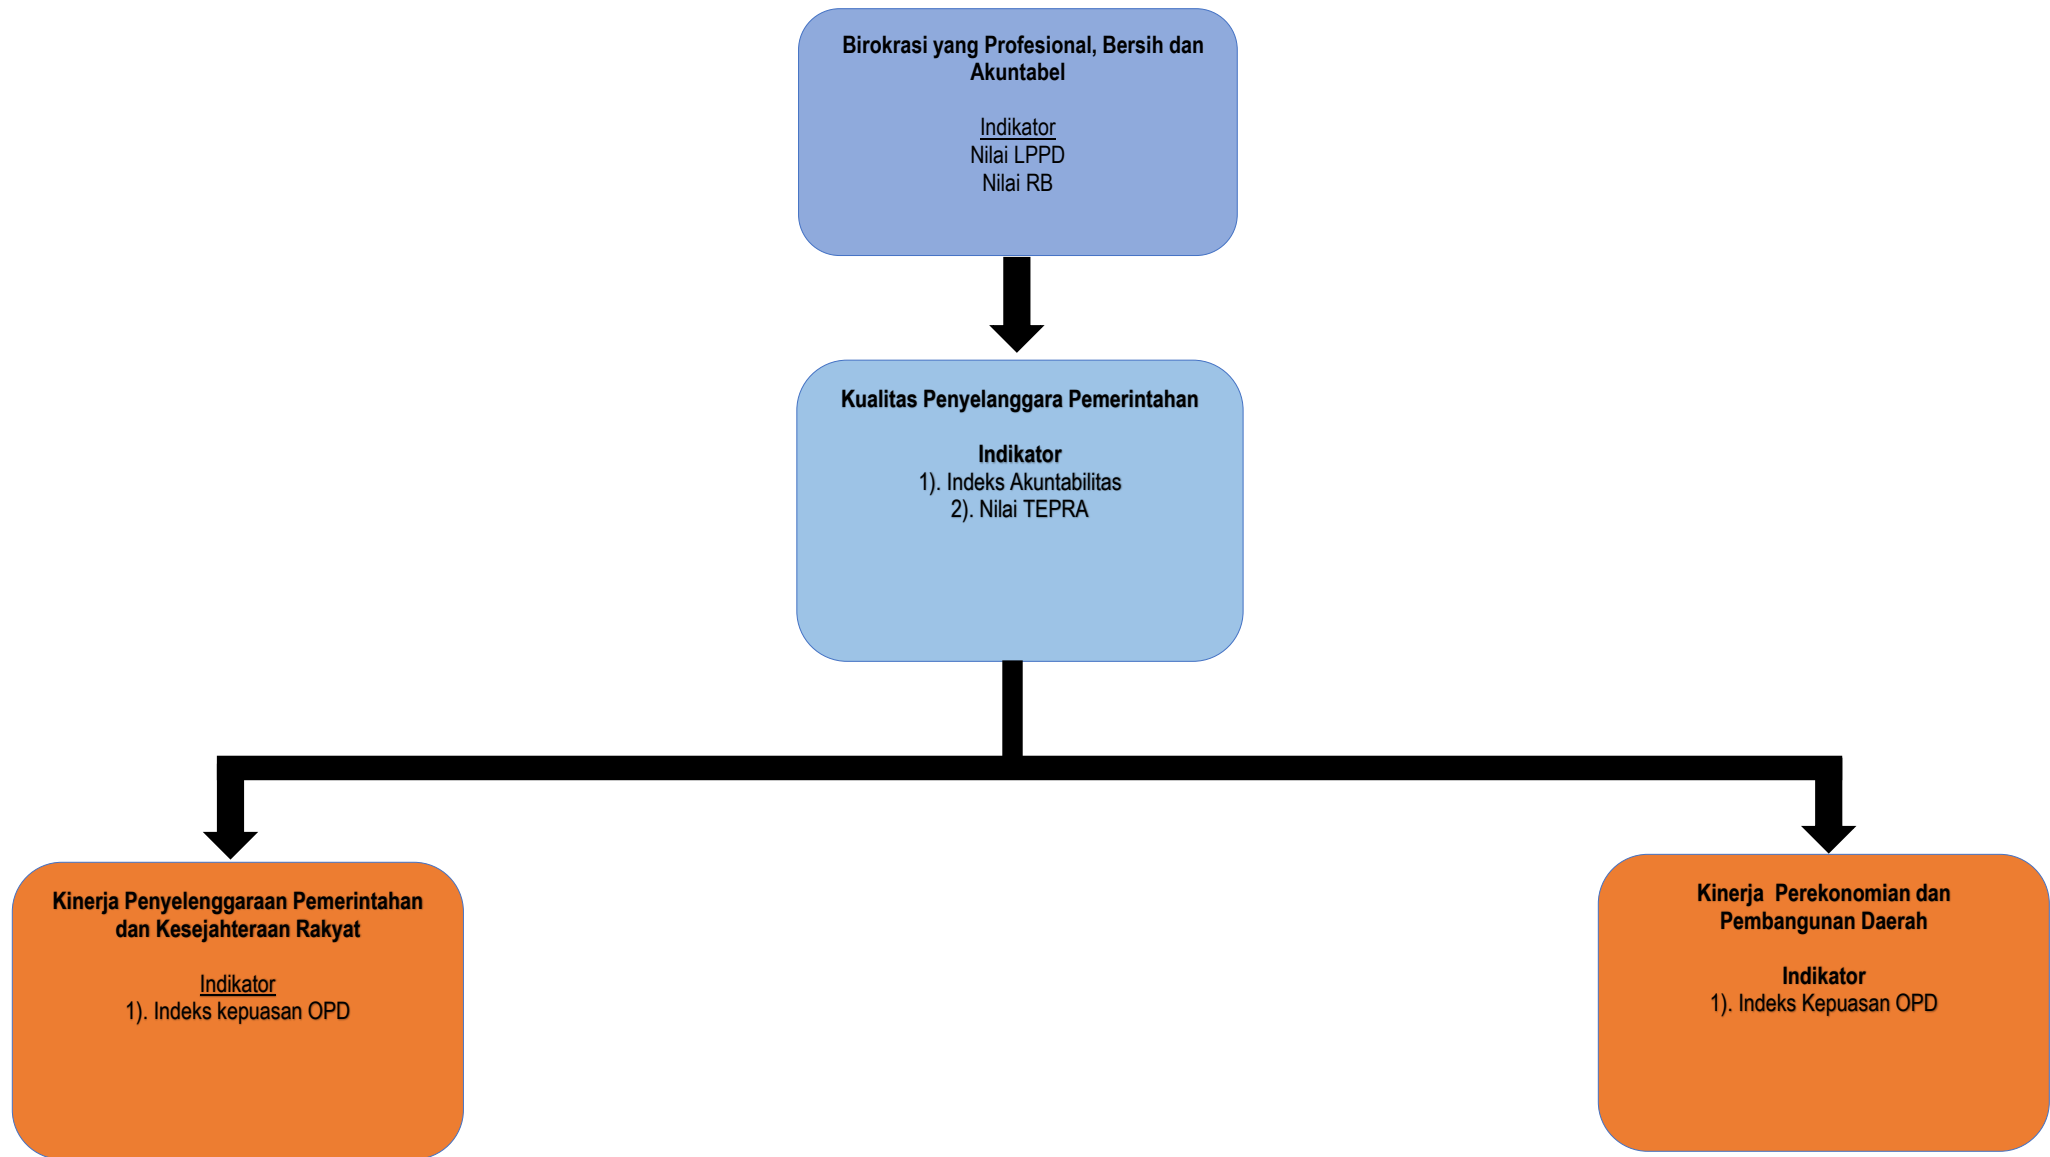 Birokrasi yang Profesional, Bersih dan
Akuntabel
Indikator
Nilai LPPD
Nilai RB
Kualitas Penyelanggara Pemerintahan
Indikator
1). Indeks Akuntabilitas
2). Nilai TEPRA
Kinerja Penyelenggaraan Pemerintahan
dan Kesejahteraan Rakyat
Indikator
1). Indeks kepuasan OPD
Kinerja  Perekonomian dan
Pembangunan Daerah
Indikator
1). Indeks Kepuasan OPD